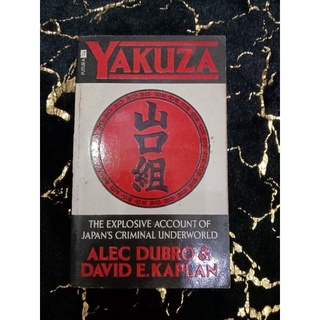 YAKUZA
山口組
THE EXPLOSIVE ACCOUNT OF
JAPAN'S CRIMINAL UNDERWORLD
ALEC DUBRO &
DAVID E. KAPLAN